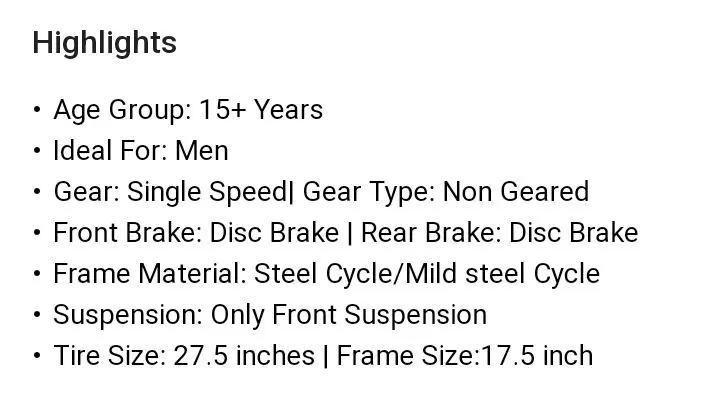 Highlights
• Age Group: 15+ Years
• Ideal For: Men
• Gear: Single Speed| Gear Type: Non Geared
• Front Brake: Disc Brake | Rear Brake: Disc Brake
• Frame Material: Steel Cycle/Mild steel Cycle
• Suspension: Only Front Suspension
• Tire Size: 27.5 inches | Frame Size:17.5 inch